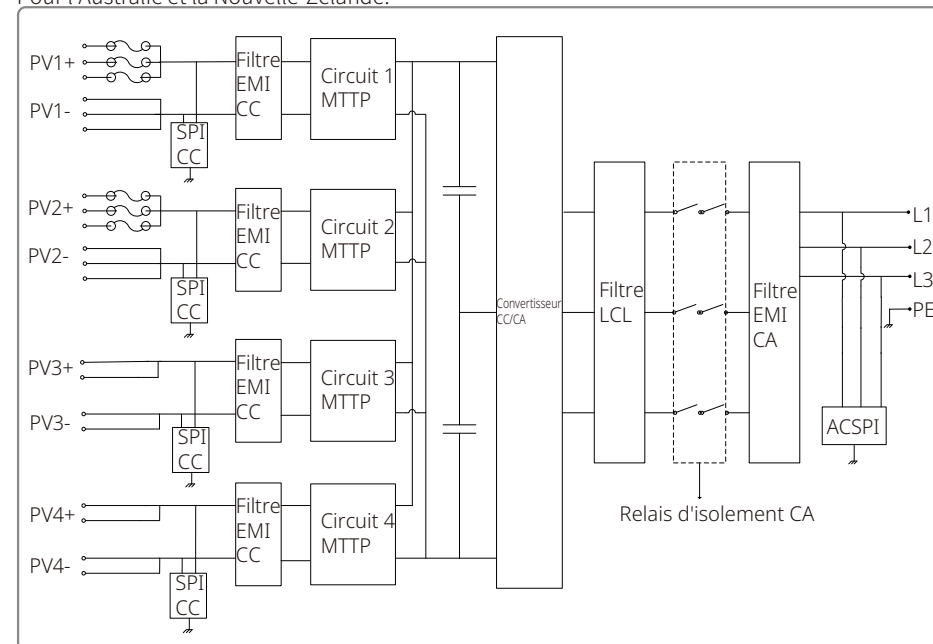 Pour l'Australie et la Nouvelle-Zélande:
PV1+
PV1-
SPI
CC
Filtre
EMI
CC
Circuit 1
MTTP
PV2+
PV2-
SPI
CC
Filtre
EMI
CC
Circuit 2
MTTP
PV3+
PV3-
SPI
CC
Filtre
EMI
CC
Circuit 3
MTTP
PV4+
PV4-
SPI
CC
Filtre
EMI
CC
Circuit 4
MTTP
Convertisseur
CC/CA
Filtre
LCL
Relais d'isolement CA
Filtre
EMI
CA
L1
L2
L3
PE
ACSPI